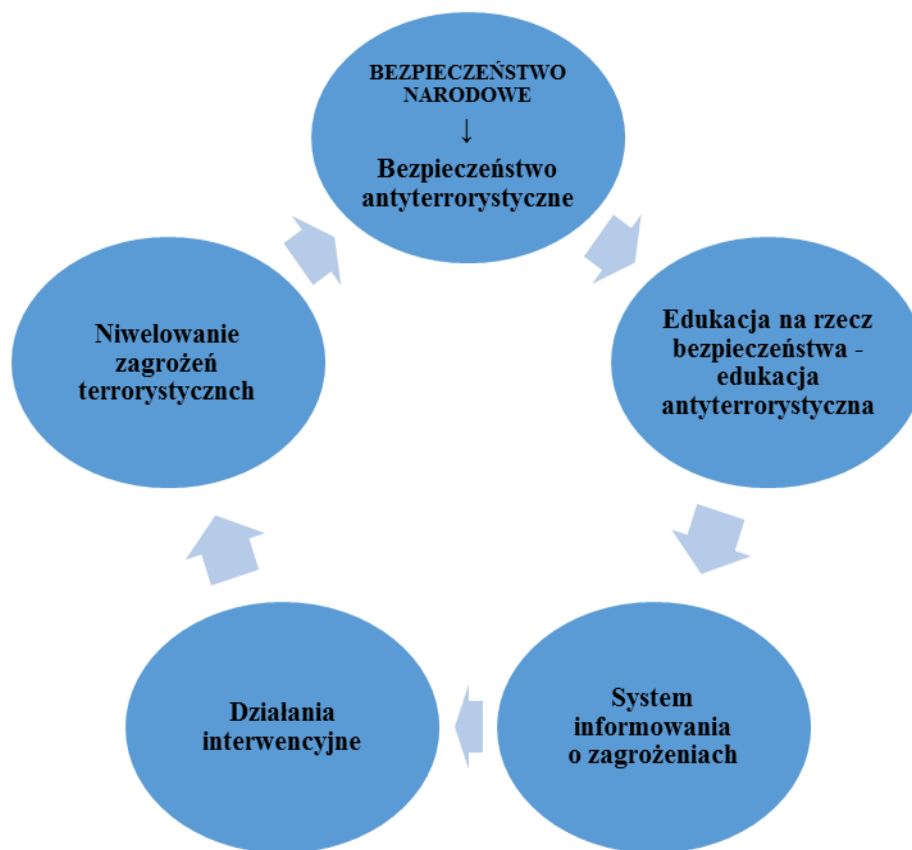 BEZPIECZEŃSTWO
NARODOWE
↓
Bezpieczeństwo
antyterrorystyczne
Edukacja na rzecz
bezpieczeństwa -
edukacja
antyterrorystyczna
System
informowania
o zagrożeniach
Działania
interwencyjne
Niwelowanie
zagrożeń
terrorystycznch